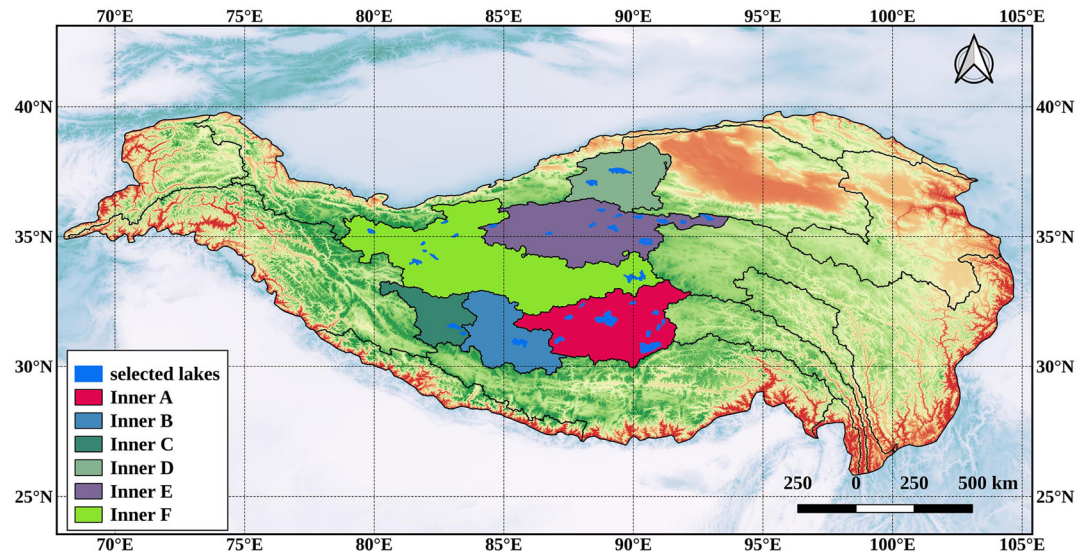 70°E 75°E 80°E 85°E 90°E 95°E 100°E 105°E
40°N 40°N
35°N 35°N
30°N 30°N
selected lakes
Inner A
Inner B
Inner C
Inner D
Inner E
Inner F
250 0 250 500 km
25°N 25°N
70°E 75°E 80°E 85°E 90°E 95°E 100°E 105°E